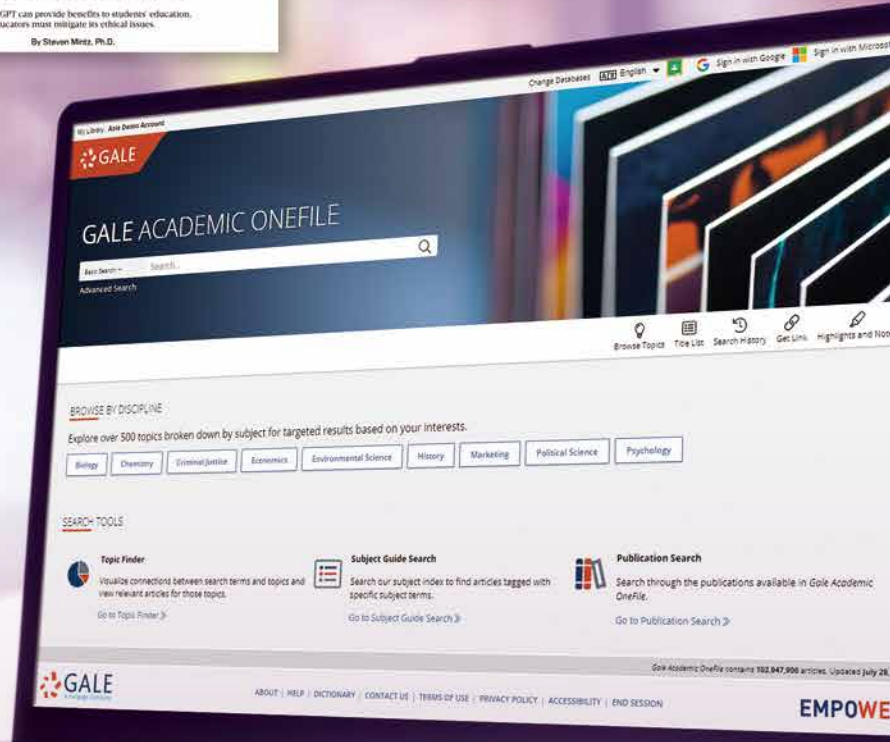 GPT can provide benefits to students' education.
ucators must mitigate its ethical issues.
By Steven Mintz, Ph.D.
Change Databases English Sign in with Google Sign in with Microsoft
My Library: Asie Demo Account
GALE
GALE ACADEMIC ONEFILE
Basic Search Search...
Advanced Search
Browse Topics Title List Search History Get Link Highlights and Not
BROWSE BY DISCIPLINE
Explore over 500 topics broken down by subject for targeted results based on your interests.
Biology Chemistry Criminal Justice Economics Environmental Science History Marketing Political Science Psychology
SEARCH TOOLS
Topic Finder
Visualize connections between search terms and topics and
view relevant articles for those topics.
Go to Topic Finder »
Subject Guide Search
Search our subject index to find articles tagged with
specific subject terms.
Go to Subject Guide Search »
Publication Search
Search through the publications available in Gale Academic
OneFile.
Go to Publication Search »
Gale Academic OneFile contains 102,947,906 articles. Updated July 28,
GALE
ABOUT | HELP | DICTIONARY | CONTACT US | TERMS OF USE | PRIVACY POLICY | ACCESSIBILITY | END SESSION
EMPOWE